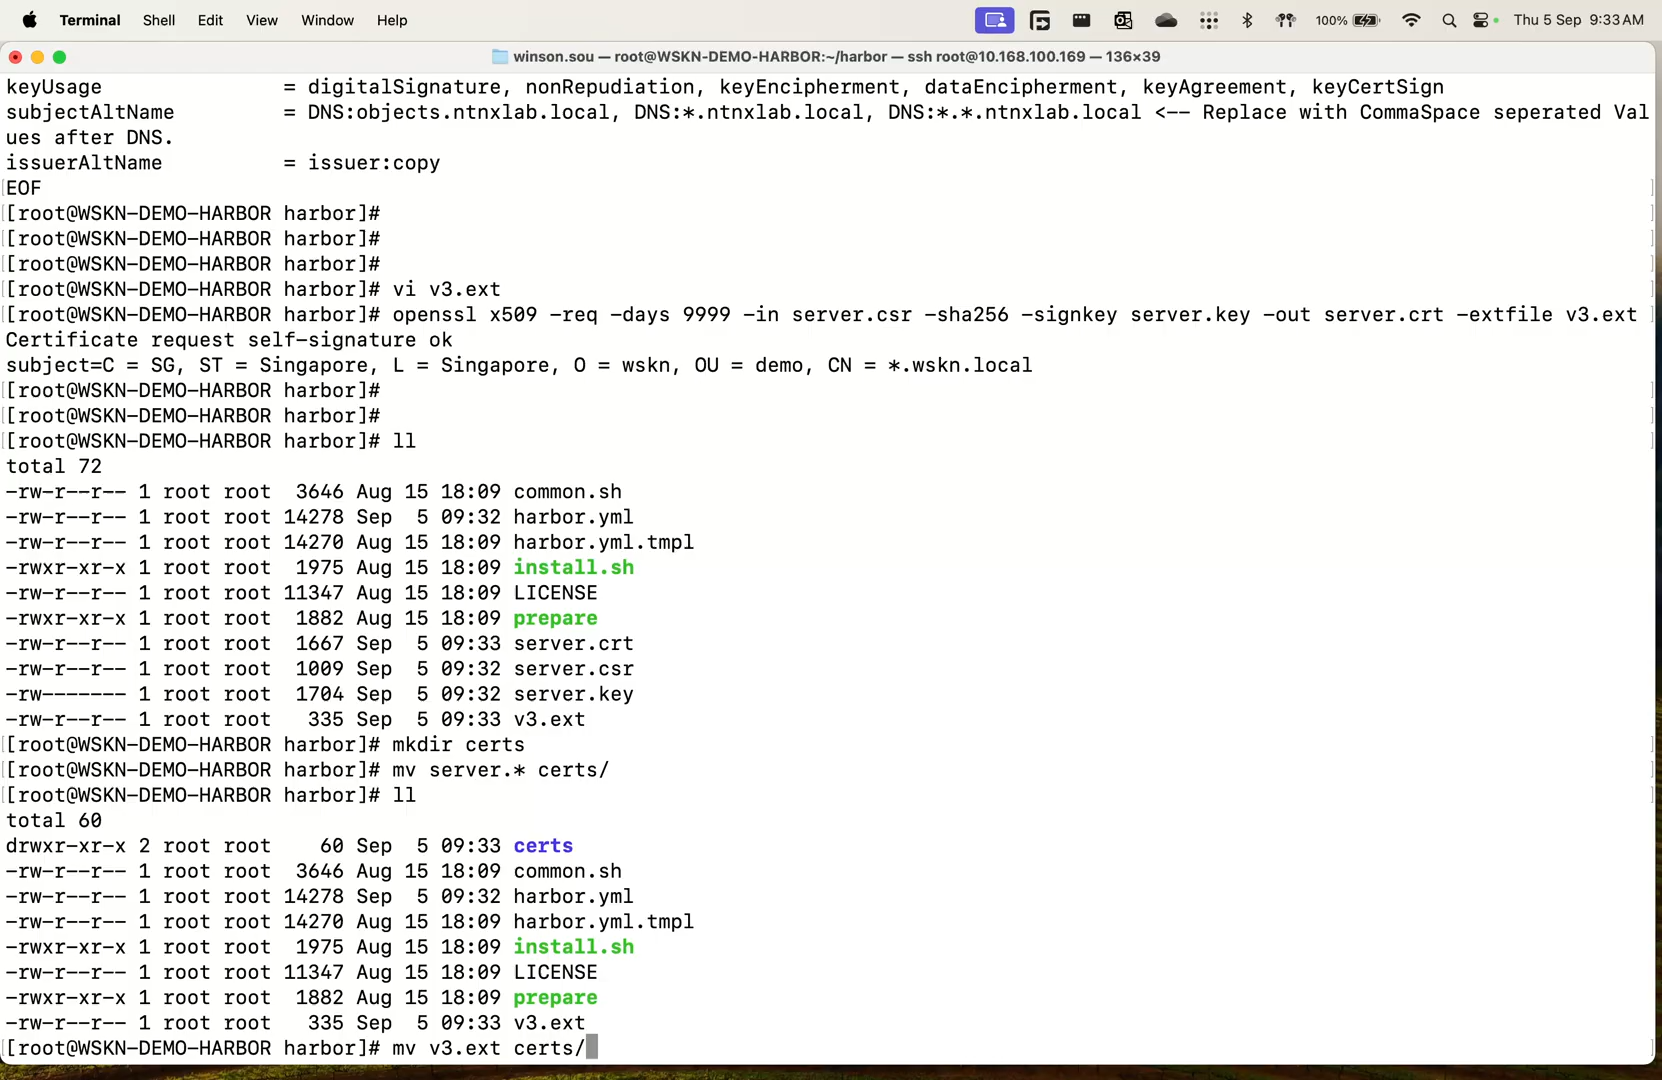 Terminal Shell Edit View Window Help 100% Thu 5 Sep 9:33 AM
winson.sou — root@WSKN-DEMO-HARBOR:~/harbor — ssh root@10.168.100.169 — 136×39
keyUsage = digitalSignature, nonRepudiation, keyEncipherment, dataEncipherment, keyAgreement, keyCertSign
subjectAltName = DNS:objects.ntnxlab.local, DNS:*.ntnxlab.local, DNS:*.*.ntnxlab.local <-- Replace with CommaSpace seperated Val
ues after DNS.
issuerAltName = issuer:copy
EOF
[root@WSKN-DEMO-HARBOR harbor]#
[root@WSKN-DEMO-HARBOR harbor]#
[root@WSKN-DEMO-HARBOR harbor]#
[root@WSKN-DEMO-HARBOR harbor]# vi v3.ext
[root@WSKN-DEMO-HARBOR harbor]# openssl x509 -req -days 9999 -in server.csr -sha256 -signkey server.key -out server.crt -extfile v3.ext
Certificate request self-signature ok
subject=C = SG, ST = Singapore, L = Singapore, O = wskn, OU = demo, CN = *.wskn.local
[root@WSKN-DEMO-HARBOR harbor]#
[root@WSKN-DEMO-HARBOR harbor]#
[root@WSKN-DEMO-HARBOR harbor]# ll
total 72
-rw-r--r-- 1 root root 3646 Aug 15 18:09 common.sh
-rw-r--r-- 1 root root 14278 Sep 5 09:32 harbor.yml
-rw-r--r-- 1 root root 14270 Aug 15 18:09 harbor.yml.tmpl
-rwxr-xr-x 1 root root 1975 Aug 15 18:09 install.sh
-rw-r--r-- 1 root root 11347 Aug 15 18:09 LICENSE
-rwxr-xr-x 1 root root 1882 Aug 15 18:09 prepare
-rw-r--r-- 1 root root 1667 Sep 5 09:33 server.crt
-rw-r--r-- 1 root root 1009 Sep 5 09:32 server.csr
-rw------- 1 root root 1704 Sep 5 09:32 server.key
-rw-r--r-- 1 root root 335 Sep 5 09:33 v3.ext
[root@WSKN-DEMO-HARBOR harbor]# mkdir certs
[root@WSKN-DEMO-HARBOR harbor]# mv server.* certs/
[root@WSKN-DEMO-HARBOR harbor]# ll
total 60
drwxr-xr-x 2 root root 60 Sep 5 09:33 certs
-rw-r--r-- 1 root root 3646 Aug 15 18:09 common.sh
-rw-r--r-- 1 root root 14278 Sep 5 09:32 harbor.yml
-rw-r--r-- 1 root root 14270 Aug 15 18:09 harbor.yml.tmpl
-rwxr-xr-x 1 root root 1975 Aug 15 18:09 install.sh
-rw-r--r-- 1 root root 11347 Aug 15 18:09 LICENSE
-rwxr-xr-x 1 root root 1882 Aug 15 18:09 prepare
-rw-r--r-- 1 root root 335 Sep 5 09:33 v3.ext
[root@WSKN-DEMO-HARBOR harbor]# mv v3.ext certs/